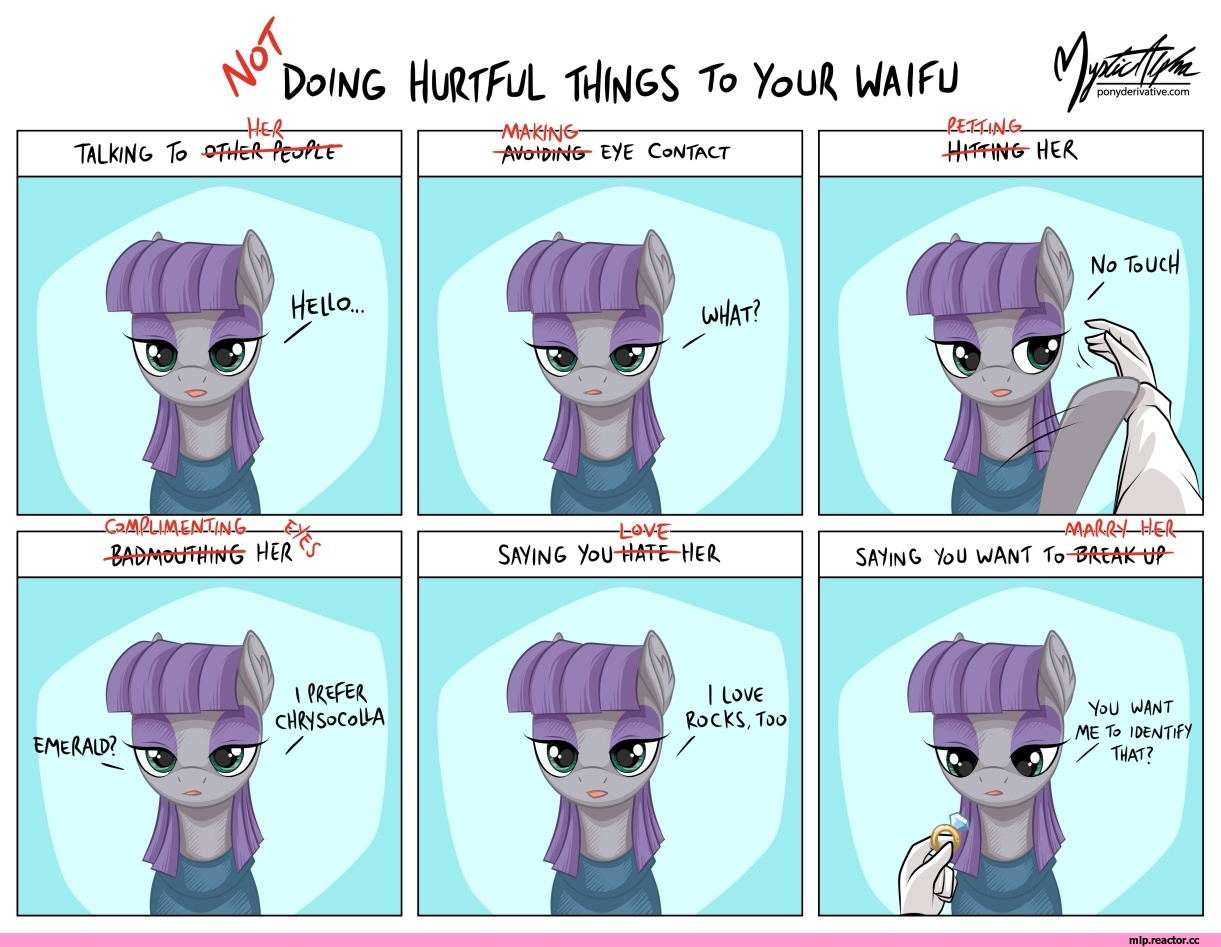 NOT
DOING HURTFUL THINGS TO YOUR WAIFU
MysticAlpha
ponyderivative.com
HER
TALKING TO OTHER PEOPLE
HELLO...
MAKING
AVOIDING EYE CONTACT
WHAT?
PETTING
HITTING HER
NO TOUCH
COMPLIMENTING EYES
BADMOUTHING HER
EMERALD?
I PREFER
CHRYSOCOLLA
LOVE
SAYING YOU HATE HER
I LOVE
ROCKS, TOO
MARRY HER
SAYING YOU WANT TO BREAK UP
YOU WANT
ME TO IDENTIFY
THAT?
mlp.reactor.cc